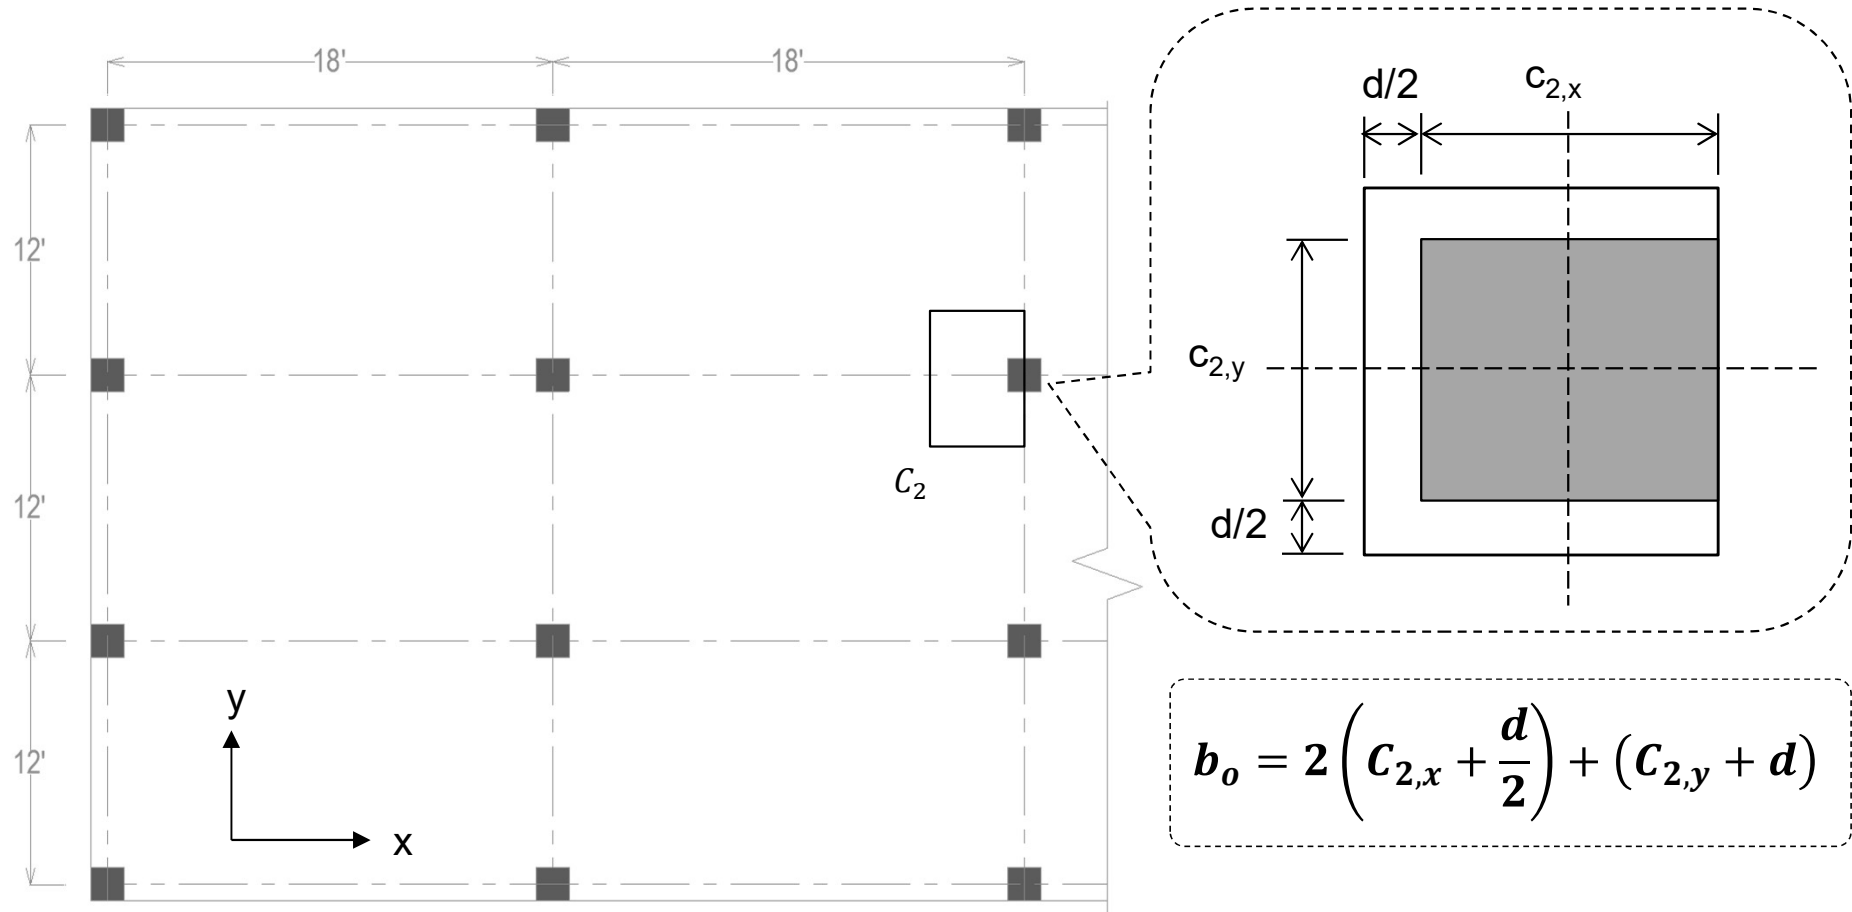 18' 18'
d/2 c2,x
12'
c2,y
C2
12'
d/2
y
12'
x
bo = 2 (C2,x + d/2) + (C2,y + d)